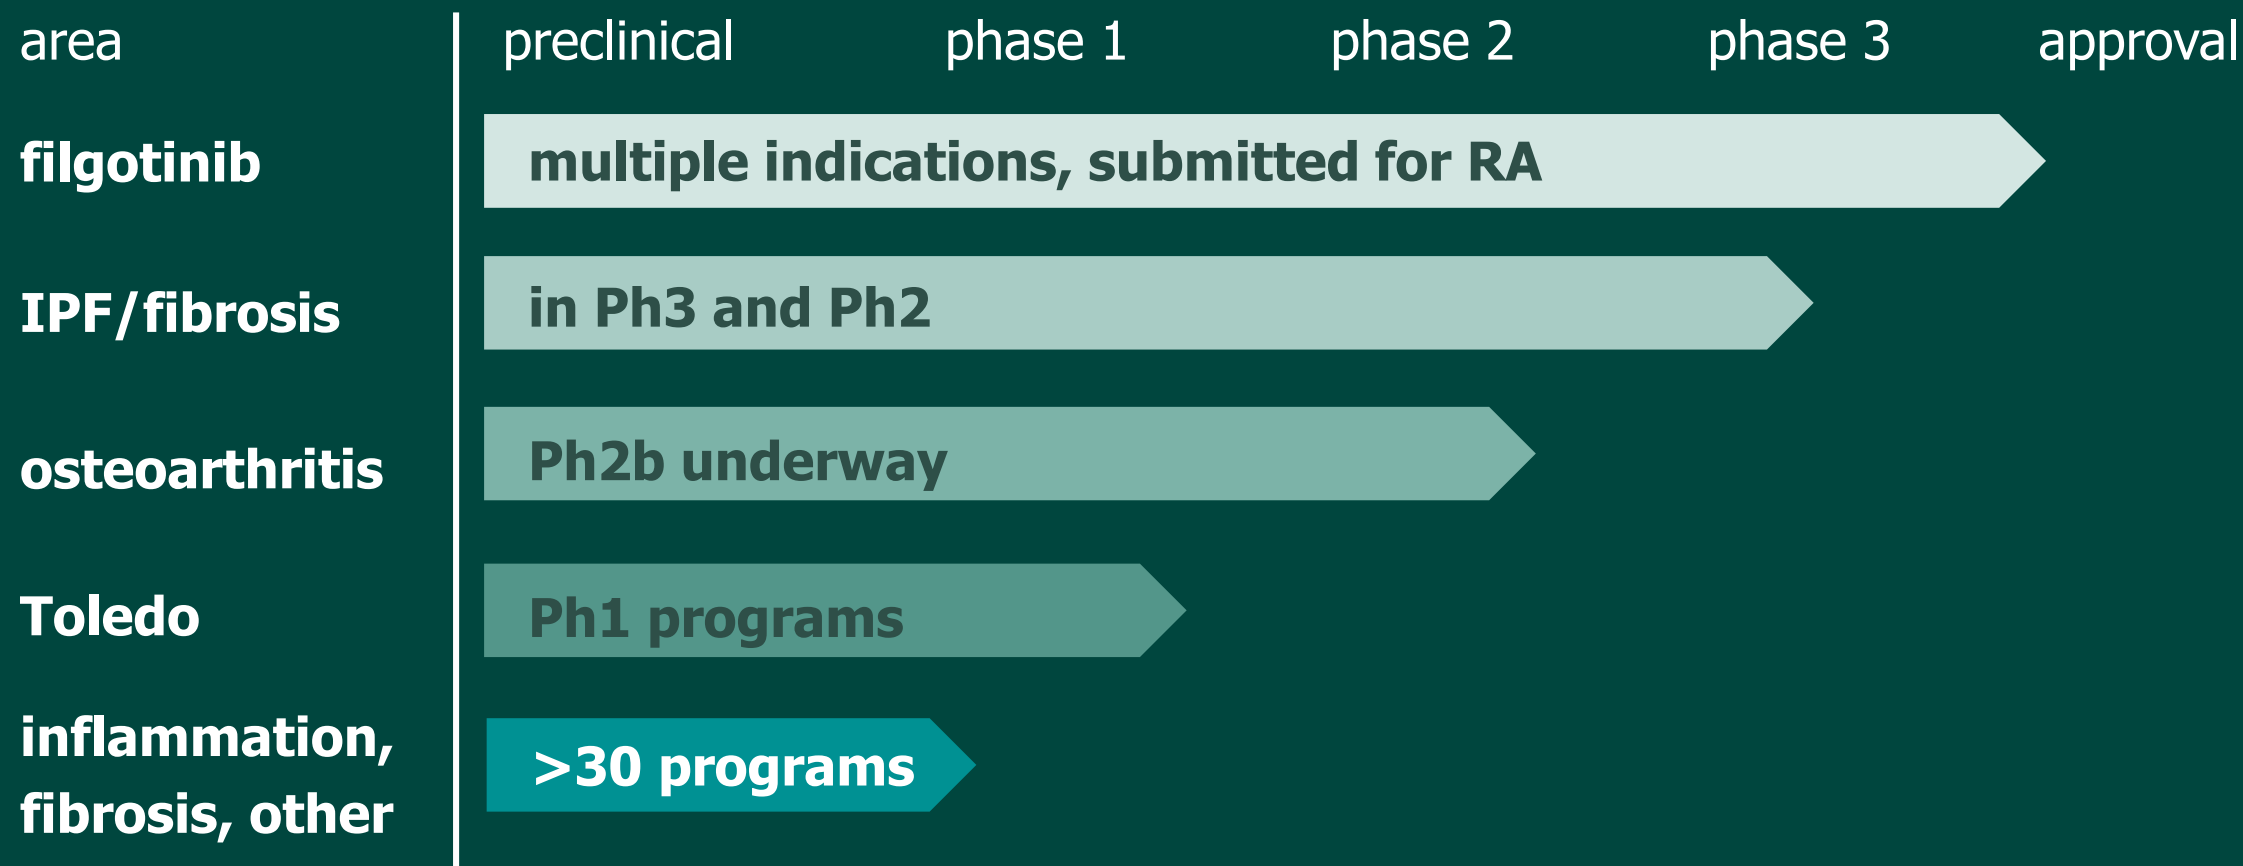 area preclinical phase 1 phase 2 phase 3 approval
filgotinib multiple indications, submitted for RA
IPF/fibrosis in Ph3 and Ph2
osteoarthritis Ph2b underway
Toledo Ph1 programs
inflammation,
fibrosis, other
>30 programs